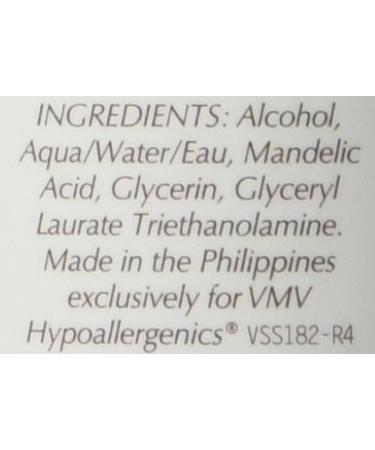 INGREDIENTS: Alcohol,
Aqua/Water/Eau, Mandelic
Acid, Glycerin, Glyceryl
Laurate Triethanolamine.
Made in the Philippines
exclusively for VMV
Hypoallergenics® VSS182-R4